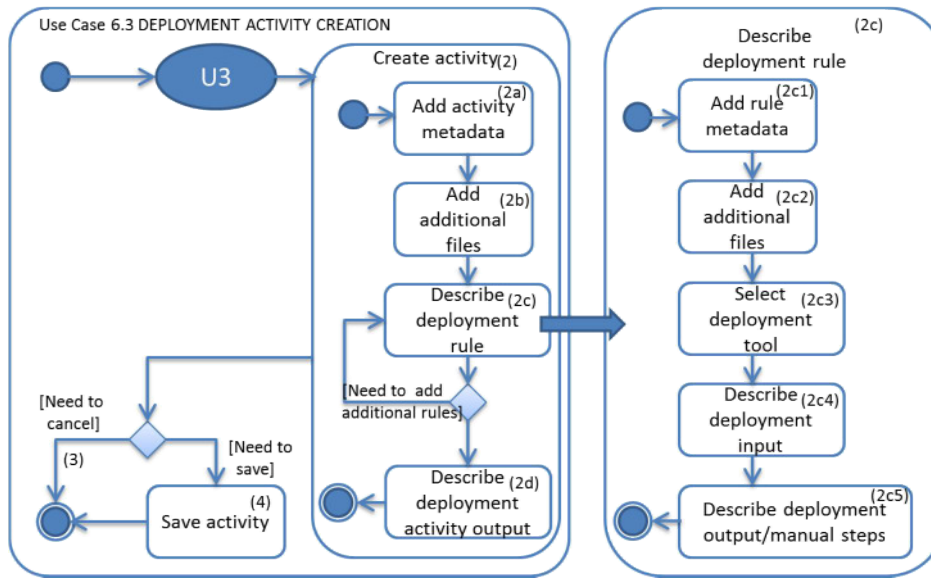 Use Case 6.3 DEPLOYMENT ACTIVITY CREATION
U3
Create activity(2)
(2a)
Add activity
metadata
(2b)
Add
additional
files
(2c)
Describe
deployment
rule
[Need to add
additional rules]
(2d)
Describe
deployment
activity output
[Need to
cancel]
(3)
[Need to
save]
(4)
Save activity
(2c)
Describe
deployment rule
(2c1)
Add rule
metadata
(2c2)
Add
additional
files
Select
(2c3)
deployment
tool
(2c4)
Describe
deployment
input
(2c5)
Describe deployment
output/manual steps